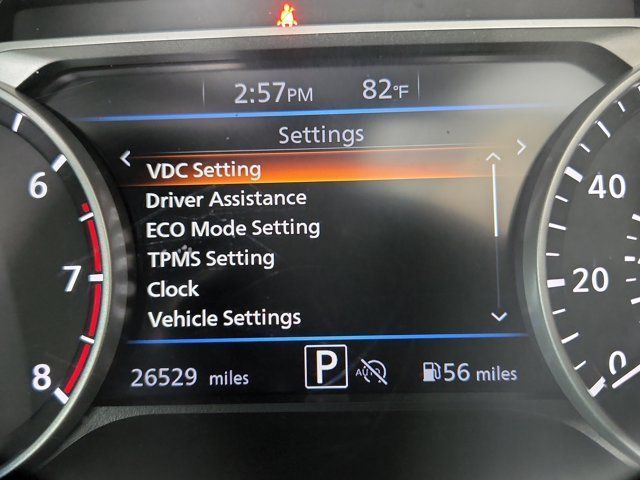 2:57PM 82°F
Settings
VDC Setting
Driver Assistance
ECO Mode Setting
TPMS Setting
Clock
Vehicle Settings
26529 miles P AUTO 56 miles
6
7
8
40
20
0